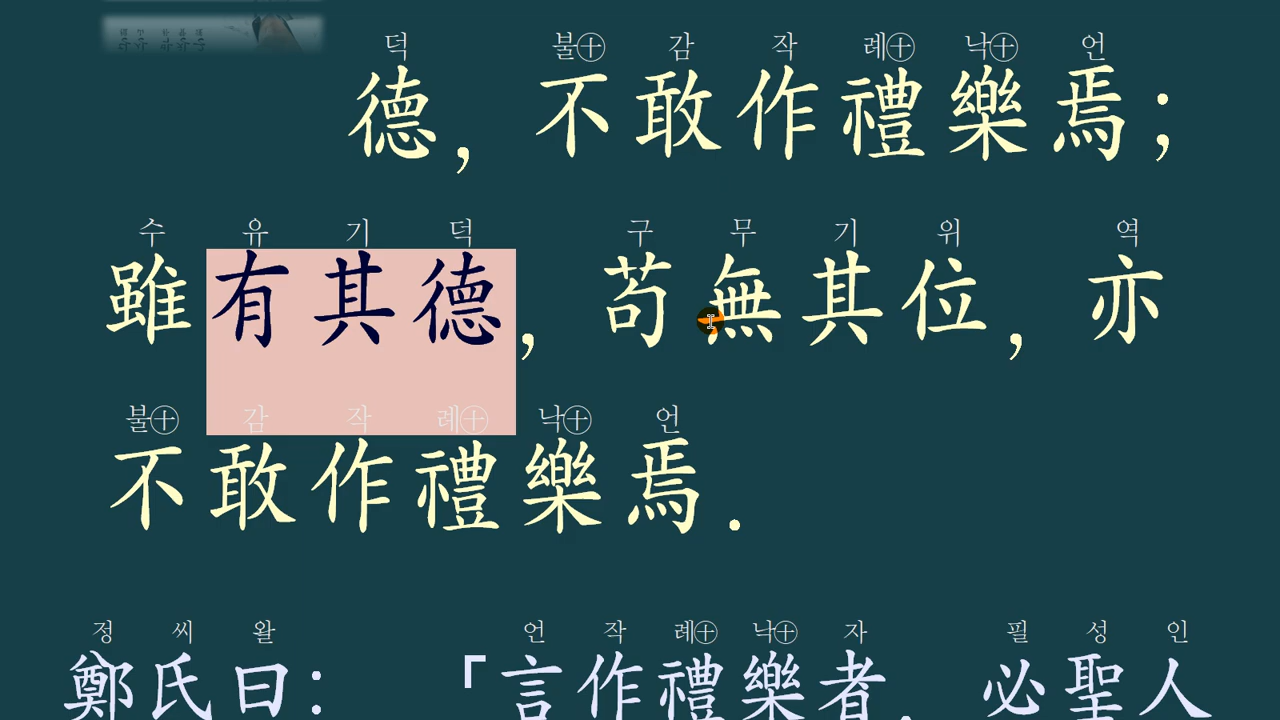 덕 불㊉ 감 작 례㊉ 낙㊉ 언
德, 不敢作禮樂焉;
수 유 기 덕 구 무 기 위 역
雖有其德, 苟無其位, 亦
불㊉ 감 작 례㊉ 낙㊉ 언
不敢作禮樂焉.
정 씨 왈 언 작 례㊉ 낙㊉ 자 필 성 인
鄭氏曰: 「言作禮樂者, 必聖人